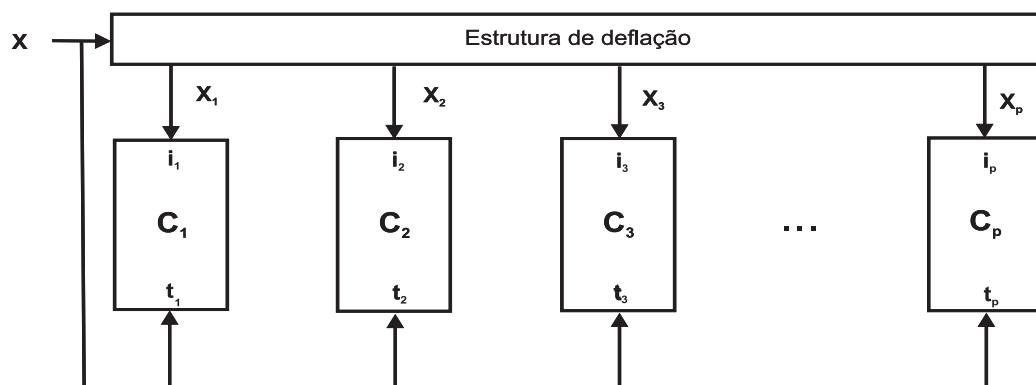 x Estrutura de deflação
x₁ x₂ x₃ xₚ
i₁ i₂ i₃ iₚ
C₁ C₂ C₃ ... Cₚ
t₁ t₂ t₃ tₚ